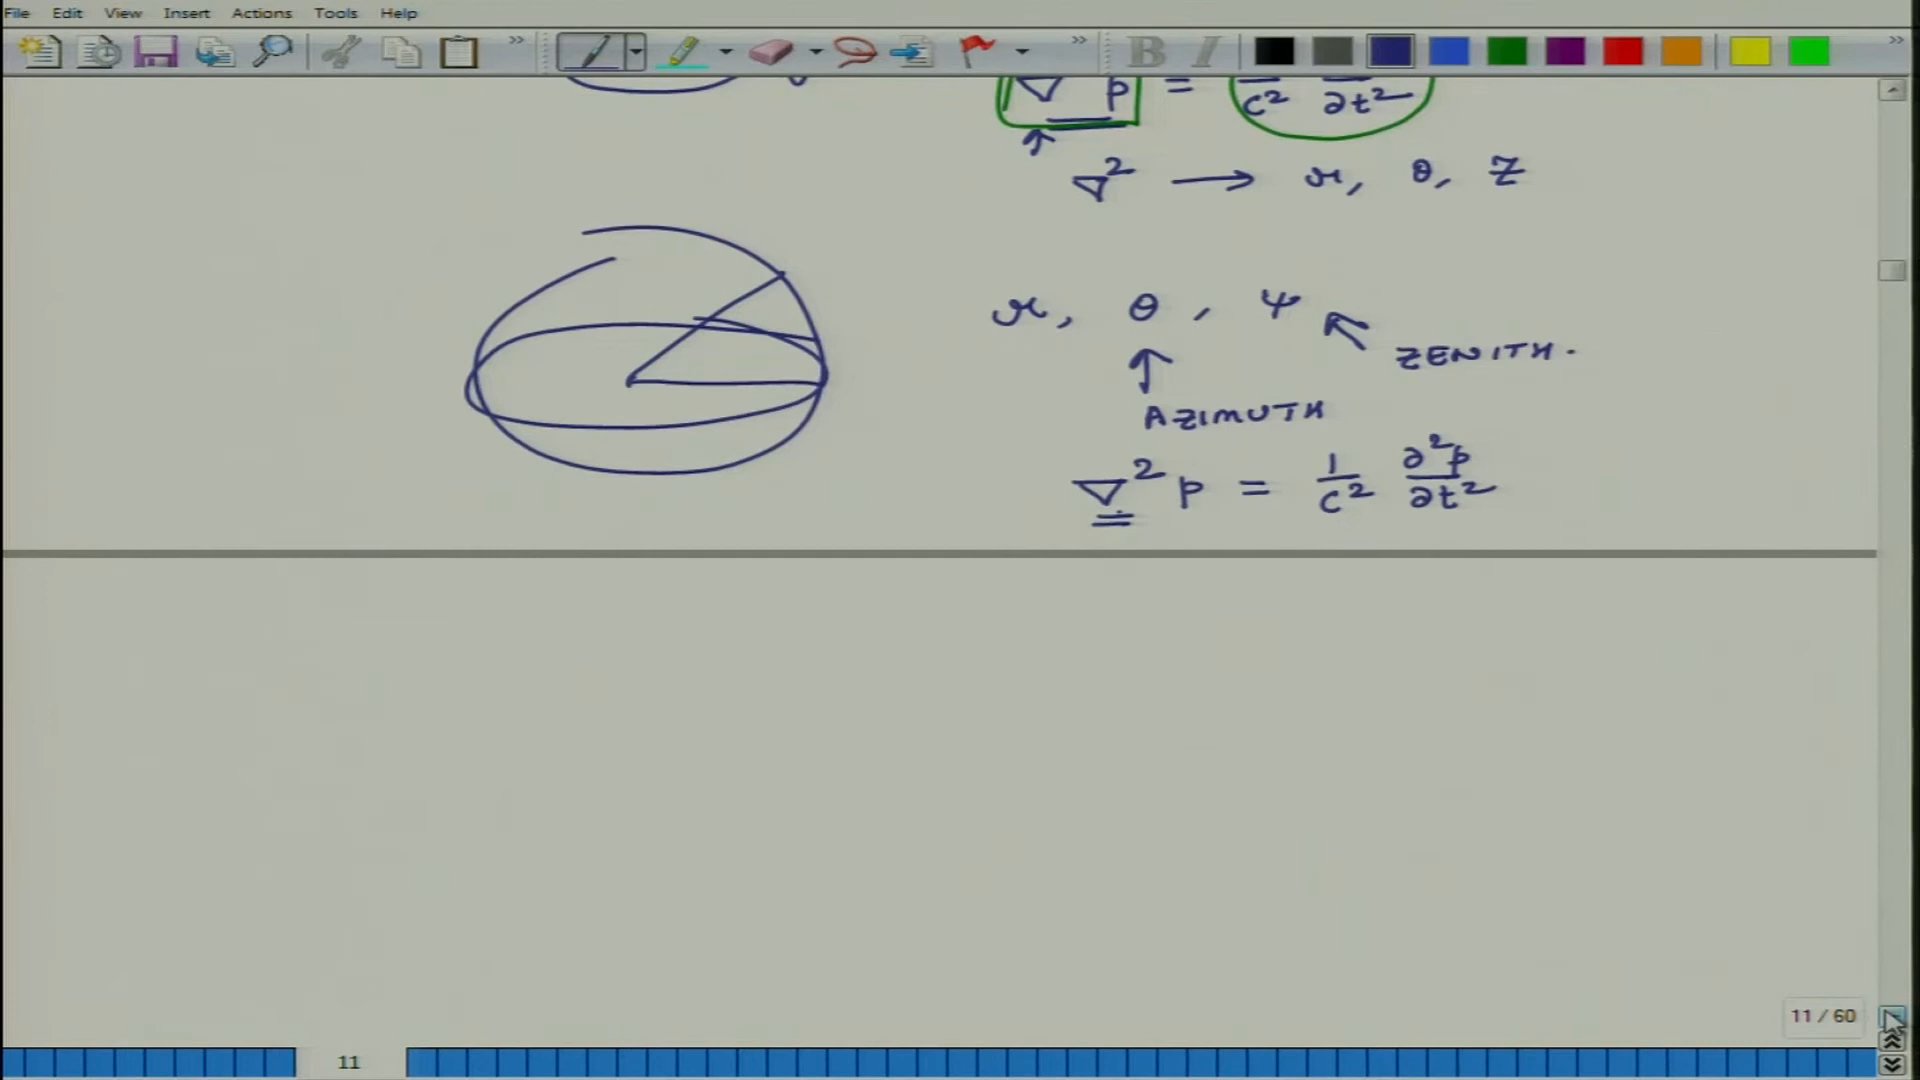 File Edit View Insert Actions Tools Help
B I
∇ p = c² ∂t²
∇² → r, θ, Z
r, θ, Ψ
ZENITH.
AZIMUTH
∇² p = 1/c² ∂²p/∂t²
11 / 60
11